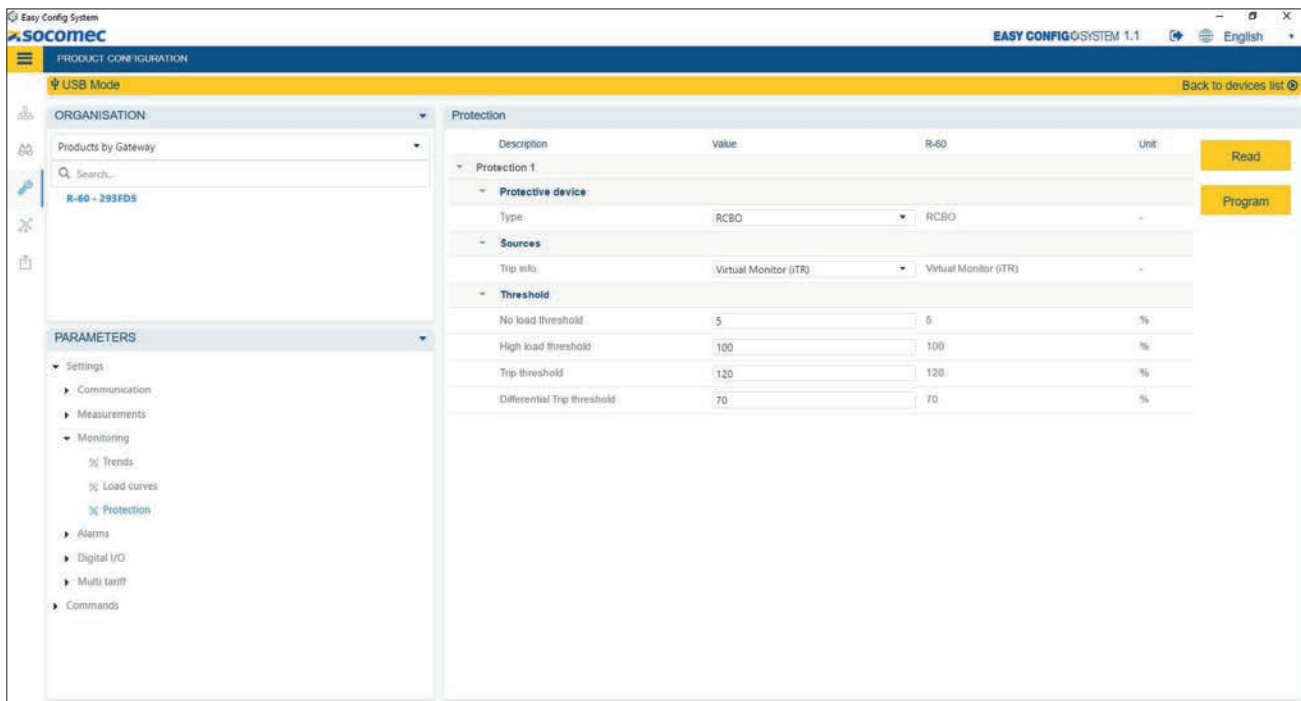 Easy Config System
socomec
EASY CONFIG SYSTEM 1.1 English
PRODUCT CONFIGURATION
USB Mode Back to devices list
ORGANISATION
Products by Gateway
Search...
R-60 - 293FD5
PARAMETERS
Settings
Communication
Measurements
Monitoring
Trends
Load curves
Protection
Alarms
Digital I/O
Multi tariff
Commands
Protection
Description Value R-60 Unit
Protection 1
Protective device
Type RCBO RCBO -
Sources
Trip info Virtual Monitor (iTR) Virtual Monitor (iTR) -
Threshold
No load threshold 5 5 %
High load threshold 100 100 %
Trip threshold 120 120 %
Differential Trip threshold 70 70 %
Read
Program